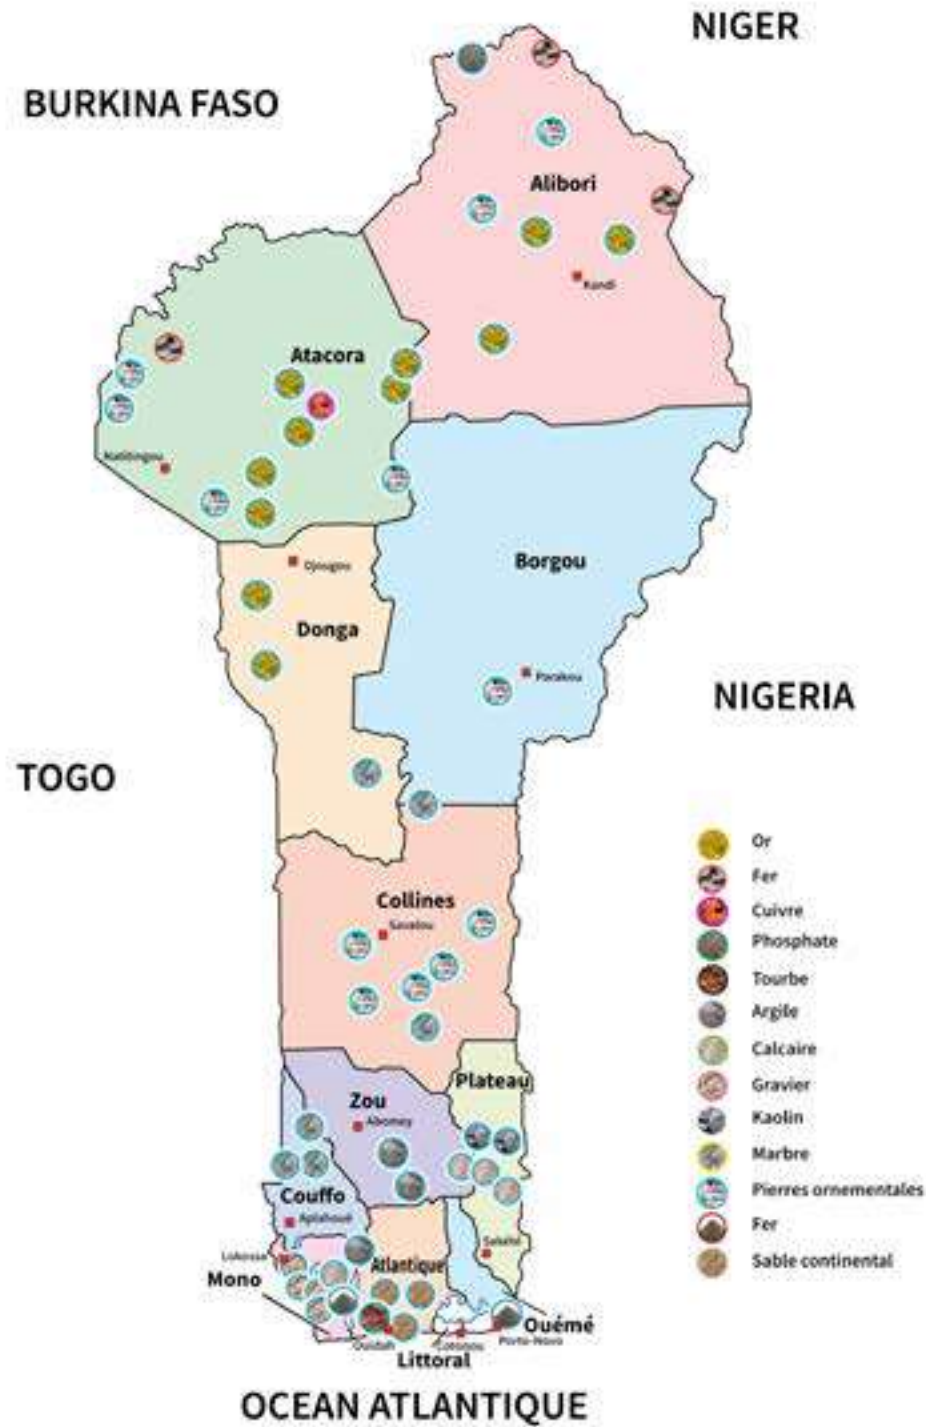 NIGER
BURKINA FASO
Alibori
Kandi
Atacora
Natitingou
Borgou
Djougou
Donga
Parakou
NIGERIA
TOGO
Or
Fer
Cuivre
Phosphate
Tourbe
Argile
Calcaire
Gravier
Kaolin
Marbre
Pierres ornementales
Fer
Sable continental
Collines
Savalou
Plateau
Zou
Abomey
Couffo
Aplahoué
Lokossa
Atlantique
Sakété
Mono
Ouémé
Porto-Novo
Ouidah
Cotonou
Littoral
OCEAN ATLANTIQUE